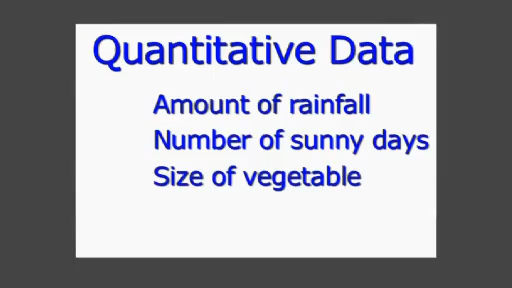 Quantitative Data
Amount of rainfall
Number of sunny days
Size of vegetable